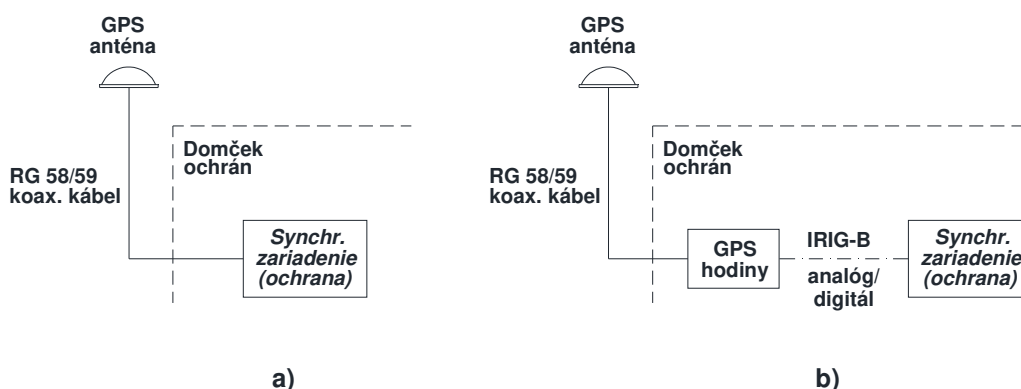 GPS
anténa
Domček
ochrán
RG 58/59
koax. kábel
Synchr.
zariadenie
(ochrana)
a)
GPS
anténa
Domček
ochrán
RG 58/59
koax. kábel
GPS
hodiny
IRIG-B
analóg/
digitál
Synchr.
zariadenie
(ochrana)
b)